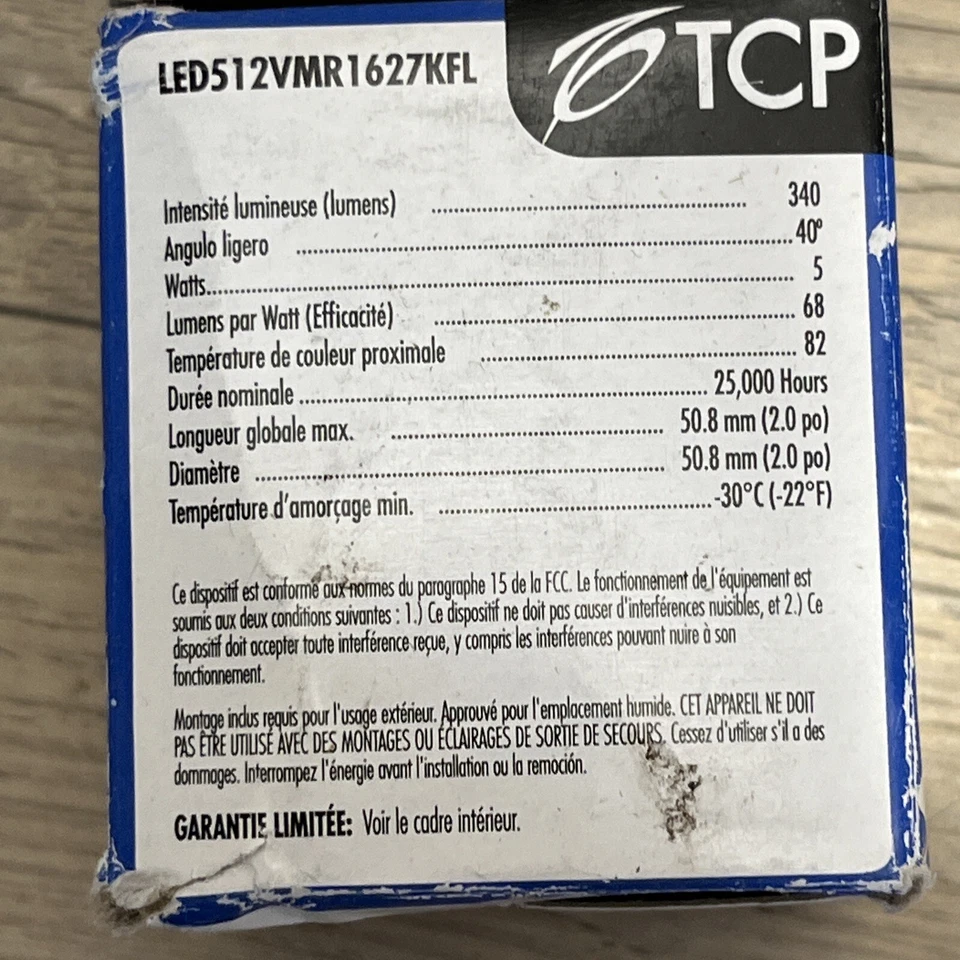 LED512VMR1627KFL
TCP
Intensité lumineuse (lumens) 340
Angulo ligero 40°
Watts 5
Lumens par Watt (Efficacité) 68
Température de couleur proximale 82
Durée nominale 25,000 Hours
Longueur globale max. 50.8 mm (2.0 po)
Diamètre 50.8 mm (2.0 po)
Température d'amorçage min. -30°C (-22°F)
Ce dispositif est conforme aux normes du paragraphe 15 de la FCC. Le fonctionnement de l'équipement est
soumis aux deux conditions suivantes : 1.) Ce dispositif ne doit pas causer d'interférences nuisibles, et 2.) Ce
dispositif doit accepter toute interférence reçue, y compris les interférences pouvant nuire à son
fonctionnement.
Montage inclus requis pour l'usage extérieur. Approuvé pour l'emplacement humide. CET APPAREIL NE DOIT
PAS ÊTRE UTILISÉ AVEC DES MONTAGES OU ÉCLAIRAGES DE SORTIE DE SECOURS. Cessez d'utiliser s'il a des
dommages. Interrompez l'énergie avant l'installation ou la remoción.
GARANTIE LIMITÉE: Voir le cadre intérieur.